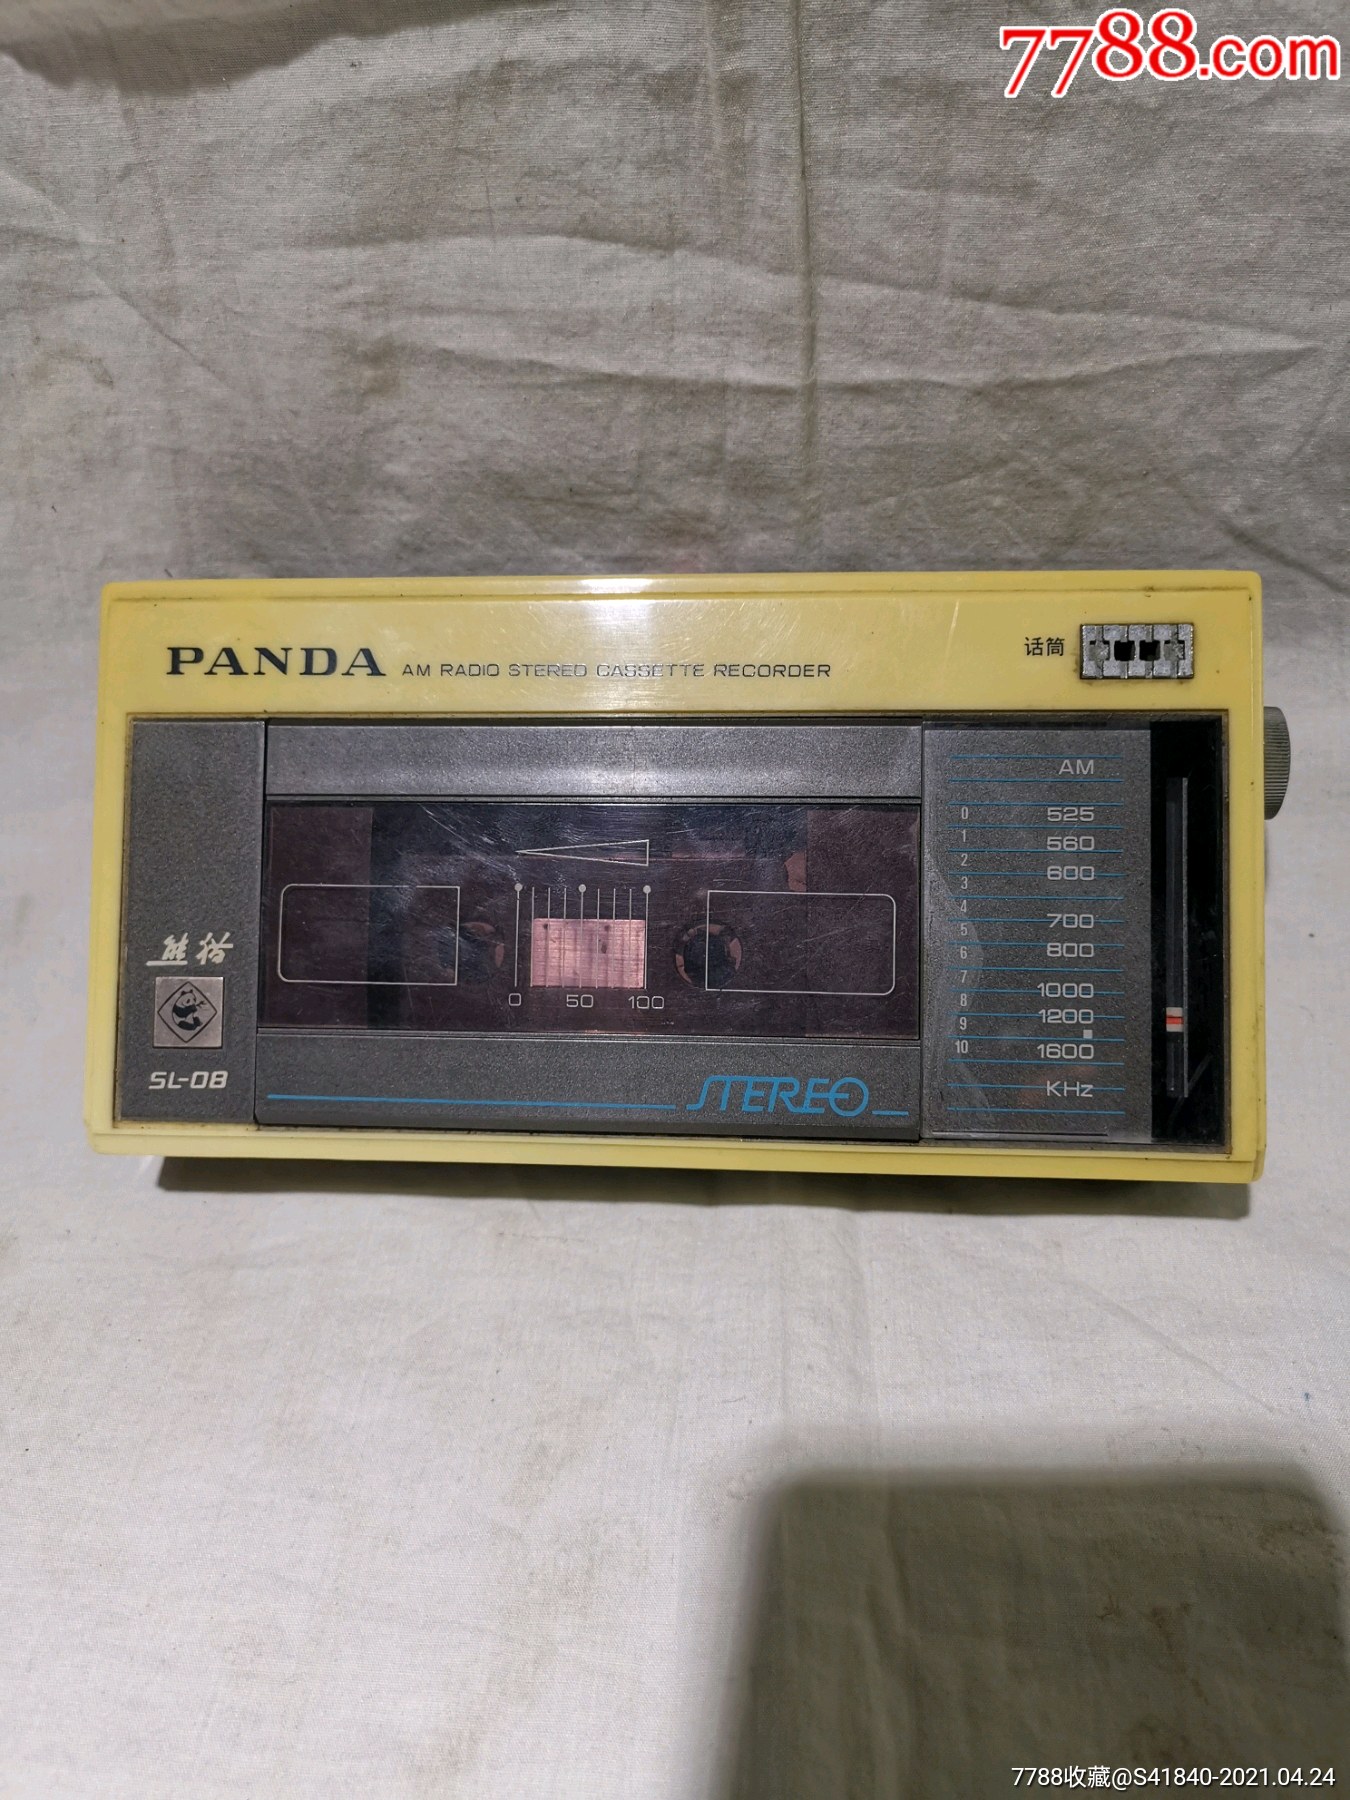 7788.com
PANDA AM RADIO STEREO CASSETTE RECORDER
话筒
AM
0 525
1 560
2 600
3
4 700
5
6 800
7 1000
8
9 1200
10 1600
KHz
0 50 100
熊猫
SL-08
STEREO
7788收藏@S41840-2021.04.24